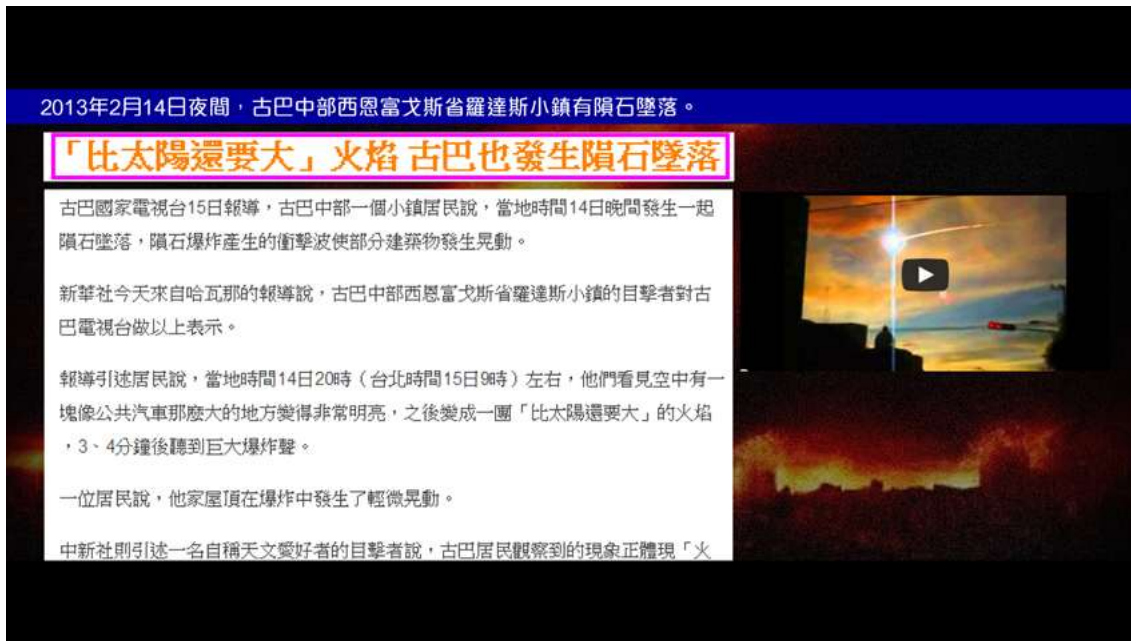 2013年2月14日夜間，古巴中部西恩富戈斯省羅達斯小鎮有隕石墜落。
「比太陽還要大」火焰 古巴也發生隕石墜落
古巴國家電視台15日報導，古巴中部一個小鎮居民說，當地時間14日晚間發生一起
隕石墜落，隕石爆炸產生的衝擊波使部分建築物發生晃動。
新華社今天來自哈瓦那的報導說，古巴中部西恩富戈斯省羅達斯小鎮的目擊者對古
巴電視台做以上表示。
報導引述居民說，當地時間14日20時（台北時間15日9時）左右，他們看見空中有一
塊像公共汽車那麼大的地方變得非常明亮，之後變成一團「比太陽還要大」的火焰
，3、4分鐘後聽到巨大爆炸聲。
一位居民說，他家屋頂在爆炸中發生了輕微晃動。
中新社則引述一名自稱天文愛好者的目擊者說，古巴居民觀察到的現象正體現「火